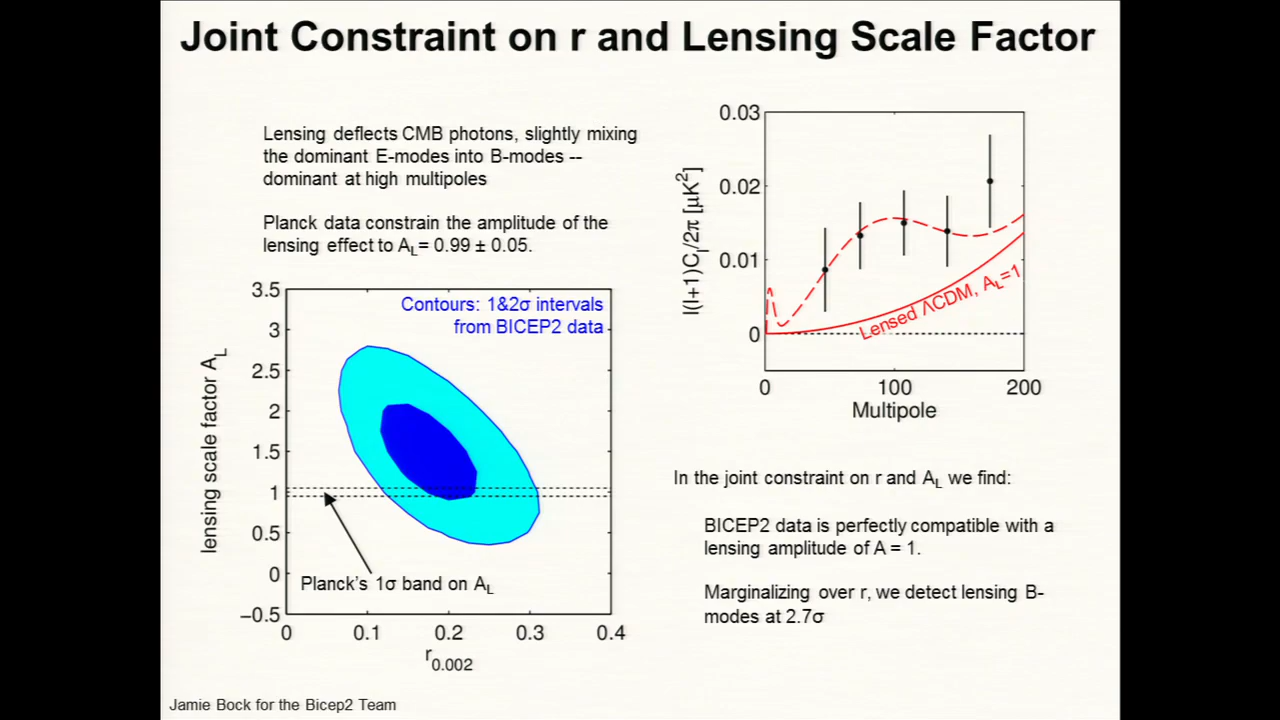 Joint Constraint on r and Lensing Scale Factor
Lensing deflects CMB photons, slightly mixing
the dominant E-modes into B-modes --
dominant at high multipoles
Planck data constrain the amplitude of the
lensing effect to A_L= 0.99 ± 0.05.
3.5
3
2.5
2
1.5
1
0.5
0
−0.5
lensing scale factor A_L
Contours: 1&2σ intervals
from BICEP2 data
Planck's 1σ band on A_L
0 0.1 0.2 0.3 0.4
r_0.002
0.03
0.02
0.01
0
l(l+1)C_l/2π [μK²]
Lensed ΛCDM, A_L=1
0 100 200
Multipole
In the joint constraint on r and A_L we find:
BICEP2 data is perfectly compatible with a
lensing amplitude of A = 1.
Marginalizing over r, we detect lensing B-
modes at 2.7σ
Jamie Bock for the Bicep2 Team